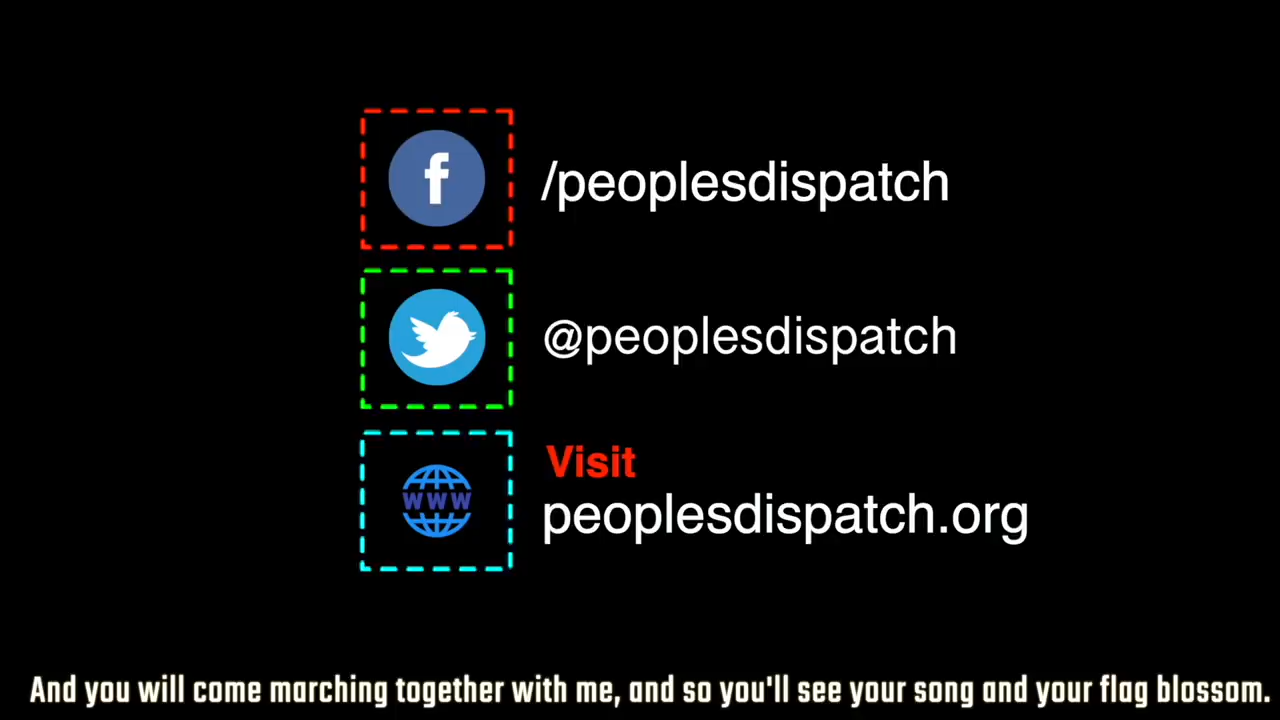 f
/peoplesdispatch
@peoplesdispatch
Visit
www
peoplesdispatch.org
And you will come marching together with me, and so you'll see your song and your flag blossom.